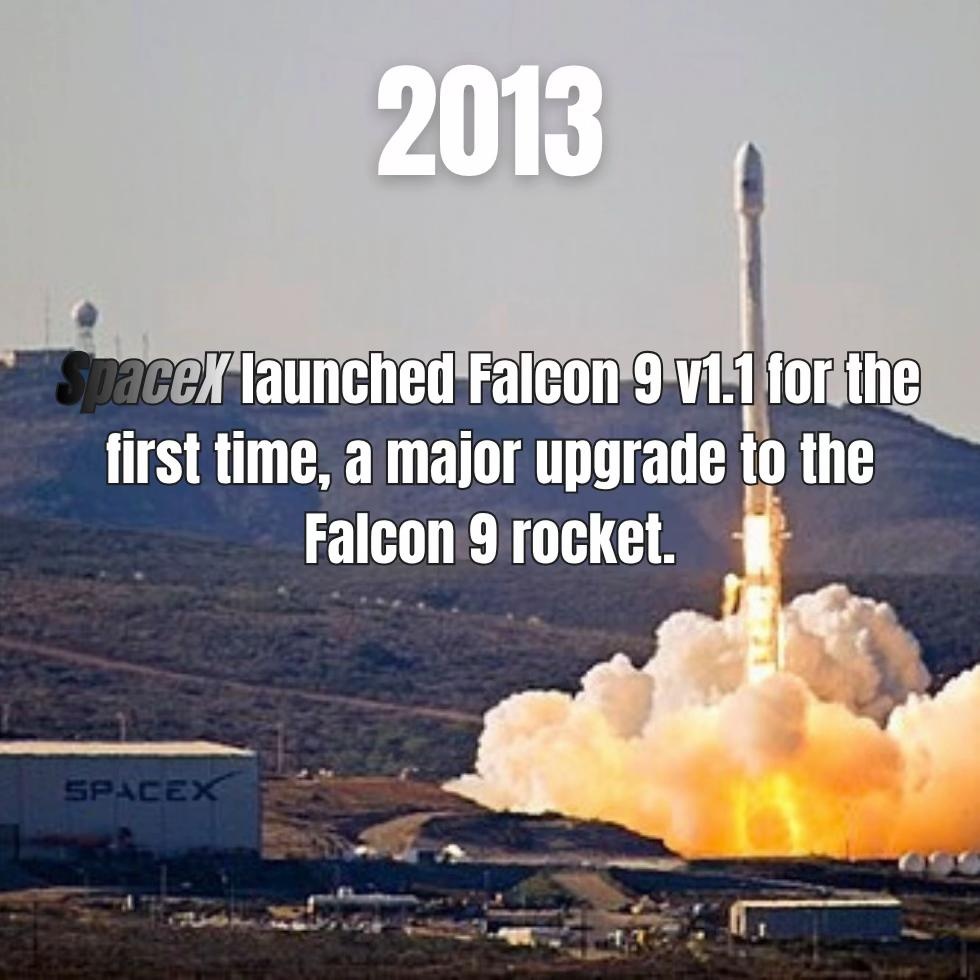 2013
SpaceX launched Falcon 9 v1.1 for the
first time, a major upgrade to the
Falcon 9 rocket.
SPACEX